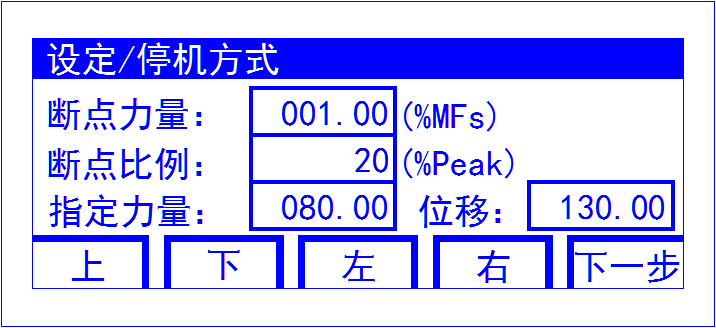 设定/停机方式
断点力量： 001.00 (%MFs)
断点比例： 20 (%Peak)
指定力量： 080.00 位移： 130.00
上 下 左 右 下一步